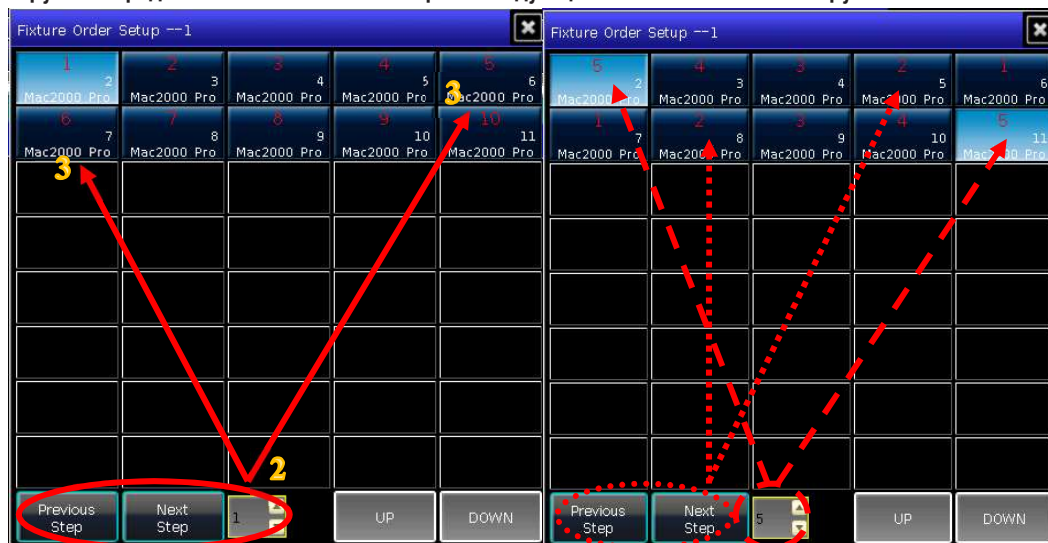 Fixture Order Setup --1
1 2 3 4 5
2 3 4 5 6
Mac2000 Pro Mac2000 Pro Mac2000 Pro Mac2000 Pro Mac2000 Pro
3
6 7 8 9 10
7 8 9 10 11
Mac2000 Pro Mac2000 Pro Mac2000 Pro Mac2000 Pro Mac2000 Pro
3
2
Previous Step
Next Step
1
UP
DOWN
Fixture Order Setup --1
5 4 3 2 1
2 3 4 5 6
Mac2000 Pro Mac2000 Pro Mac2000 Pro Mac2000 Pro Mac2000 Pro
1 2 3 4 5
7 8 9 10 11
Mac2000 Pro Mac2000 Pro Mac2000 Pro Mac2000 Pro Mac2000 Pro
Previous Step
Next Step
5
UP
DOWN